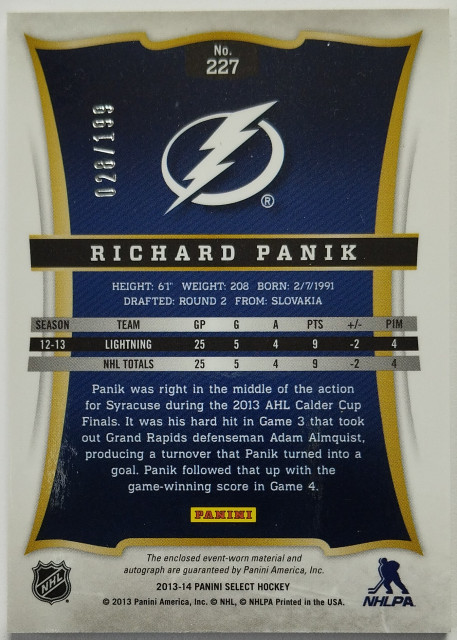 No.
227
028/199
®
RICHARD PANIK
HEIGHT: 6'1" WEIGHT: 208 BORN: 2/7/1991
DRAFTED: ROUND 2 FROM: SLOVAKIA
SEASON TEAM GP G A PTS +/- PIM
12-13 LIGHTNING 25 5 4 9 -2 4
NHL TOTALS 25 5 4 9 -2 4
Panik was right in the middle of the action
for Syracuse during the 2013 AHL Calder Cup
Finals. It was his hard hit in Game 3 that took
out Grand Rapids defenseman Adam Almquist,
producing a turnover that Panik turned into a
goal. Panik followed that up with the
game-winning score in Game 4.
PANINI
The enclosed event-worn material and
autograph are guaranteed by Panini America, Inc.
2013-14 PANINI SELECT HOCKEY
© 2013 Panini America, Inc. © NHL, © NHLPA Printed in the USA.
NHL
NHLPA